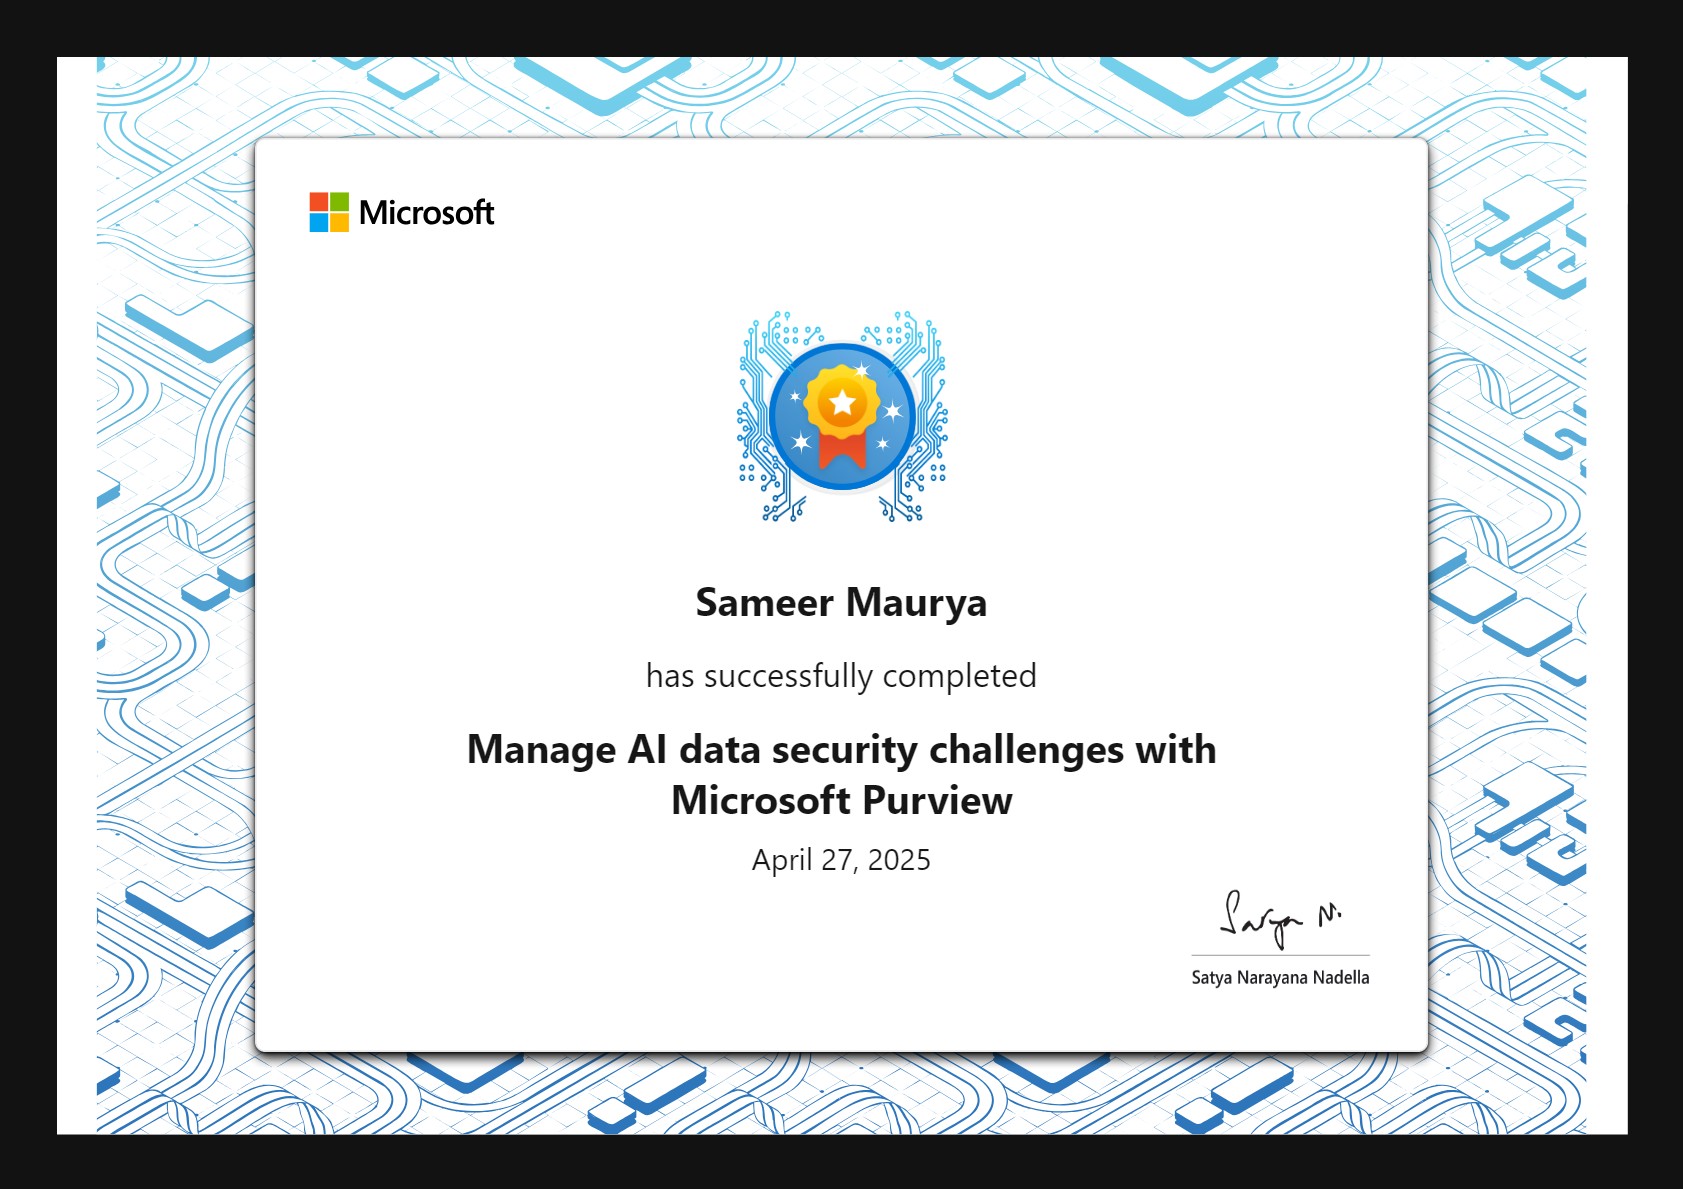 Microsoft
Sameer Maurya
has successfully completed
Manage AI data security challenges with
Microsoft Purview
April 27, 2025
Satya N.
Satya Narayana Nadella